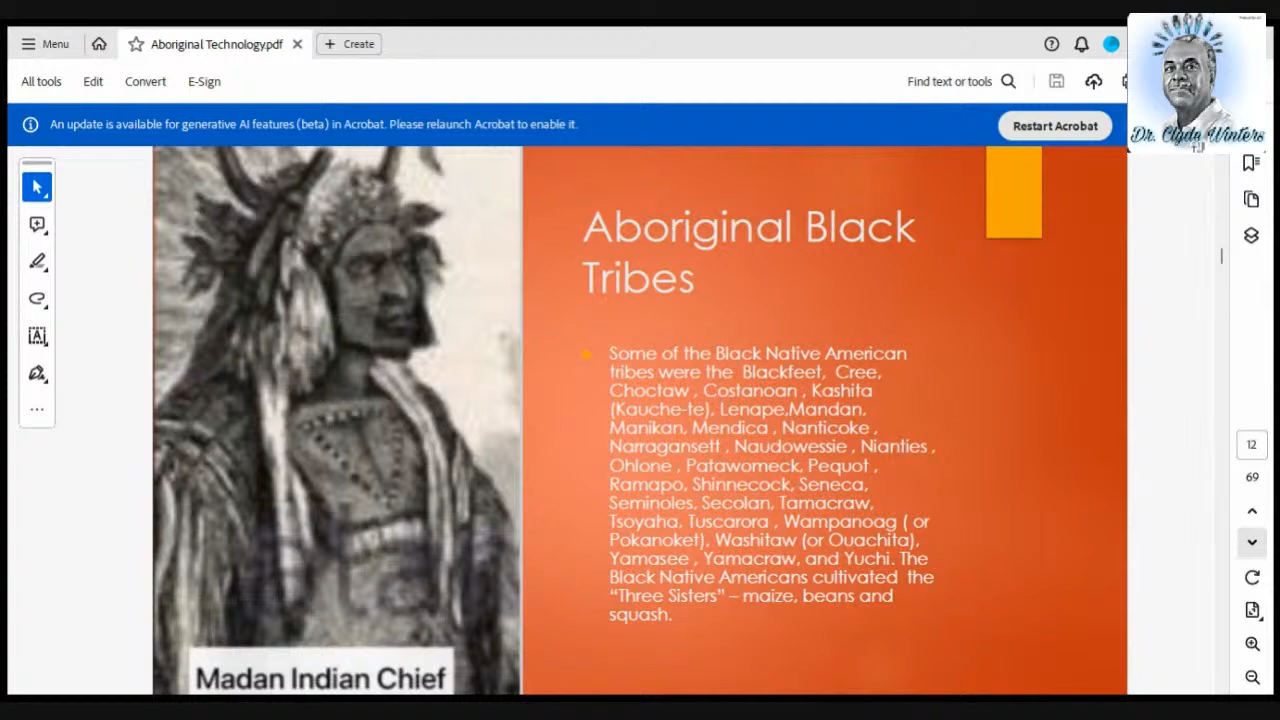 Menu
Aboriginal Technology.pdf
Create
All tools
Edit
Convert
E-Sign
Find text or tools
An update is available for generative AI features (beta) in Acrobat. Please relaunch Acrobat to enable it.
Restart Acrobat
Dr. Clyde Winters
Aboriginal Black
Tribes
Some of the Black Native American
tribes were the Blackfeet, Cree,
Choctaw , Costanoan , Kashita
(Kauche-te), Lenape,Mandan,
Manikan, Mendica , Nanticoke ,
Narragansett , Naudowessie , Nianties ,
Ohlone , Patawomeck, Pequot ,
Ramapo, Shinnecock, Seneca,
Seminoles, Secolan, Tamacraw,
Tsoyaha, Tuscarora , Wampanoag ( or
Pokanoket), Washitaw (or Ouachita),
Yamasee , Yamacraw, and Yuchi. The
Black Native Americans cultivated the
“Three Sisters” – maize, beans and
squash.
Madan Indian Chief
12
69